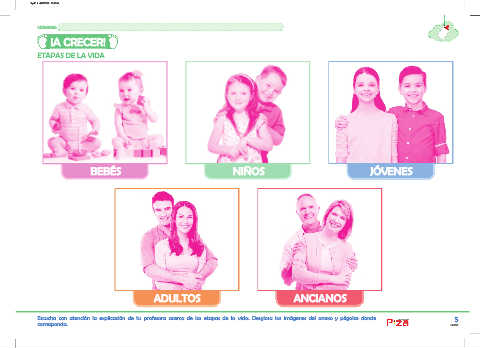 ¡A CRECER!
ETAPAS DE LA VIDA
BEBÉS
NIÑOS
JÓVENES
ADULTOS
ANCIANOS
Escucha con atención la explicación de tu profesora acerca de las etapas de la vida. Desglosa las imágenes del anexo y pégalas donde
corresponda.
5